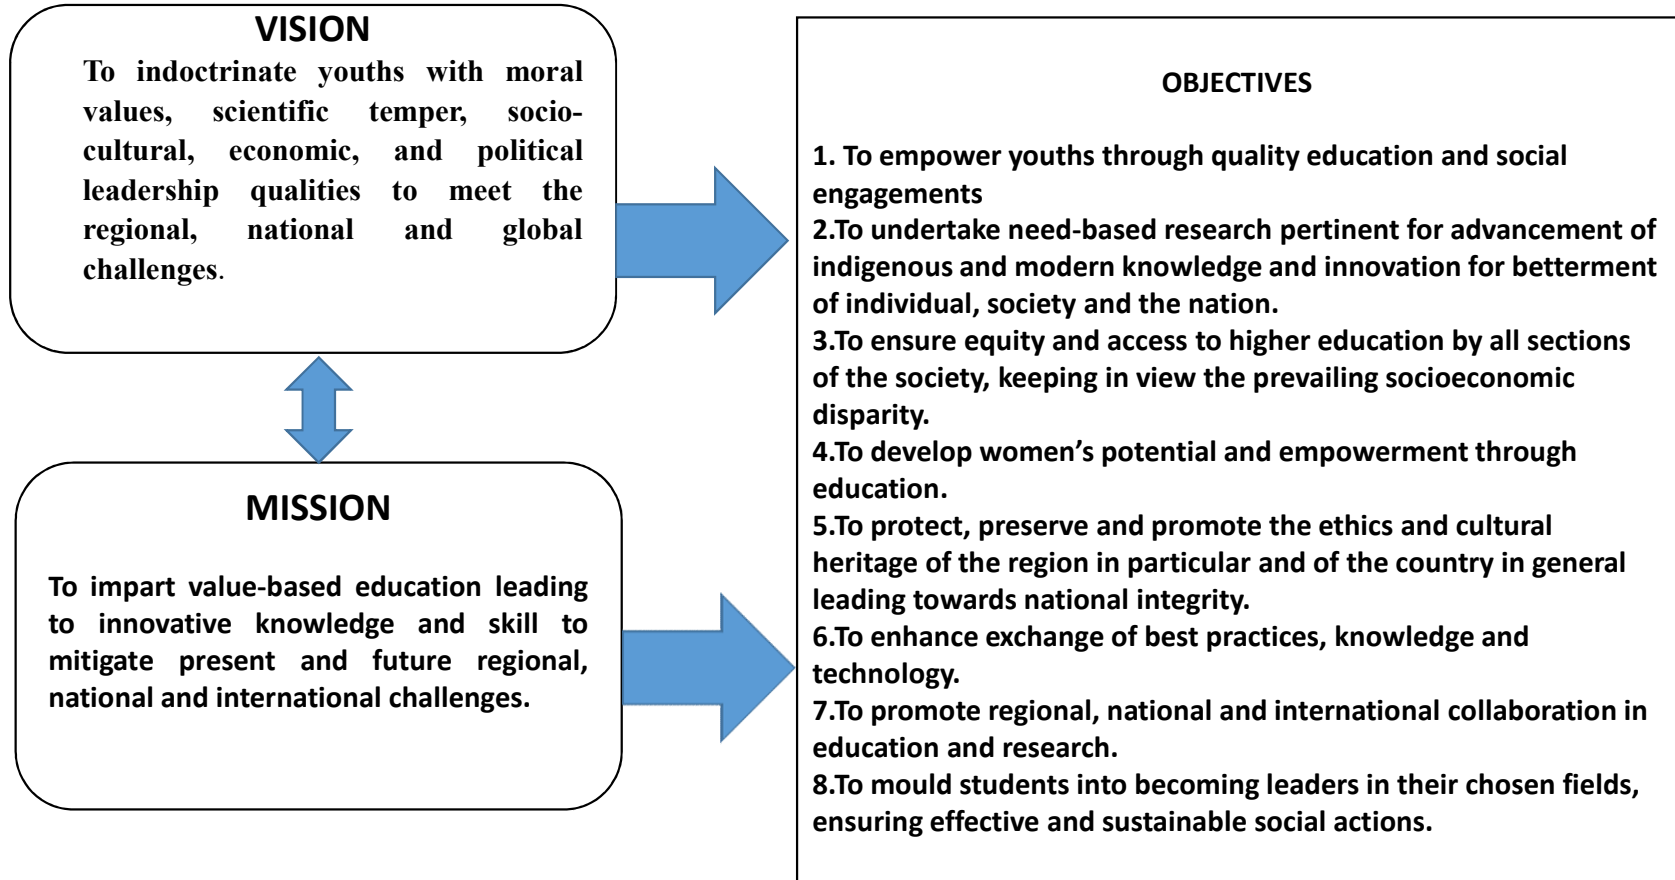 VISION
To indoctrinate youths with moral
values, scientific temper, socio-
cultural, economic, and political
leadership qualities to meet the
regional, national and global
challenges.
MISSION
To impart value-based education leading
to innovative knowledge and skill to
mitigate present and future regional,
national and international challenges.
OBJECTIVES
1. To empower youths through quality education and social
engagements
2.To undertake need-based research pertinent for advancement of
indigenous and modern knowledge and innovation for betterment
of individual, society and the nation.
3.To ensure equity and access to higher education by all sections
of the society, keeping in view the prevailing socioeconomic
disparity.
4.To develop women’s potential and empowerment through
education.
5.To protect, preserve and promote the ethics and cultural
heritage of the region in particular and of the country in general
leading towards national integrity.
6.To enhance exchange of best practices, knowledge and
technology.
7.To promote regional, national and international collaboration in
education and research.
8.To mould students into becoming leaders in their chosen fields,
ensuring effective and sustainable social actions.